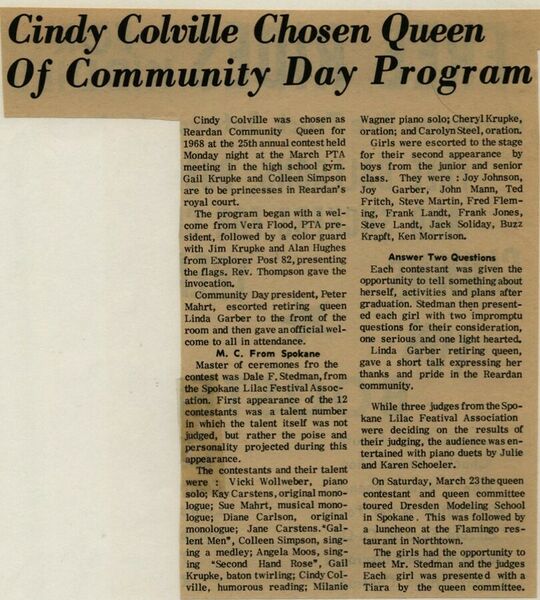 Cindy Colville Chosen Queen
Of Community Day Program
Cindy Colville was chosen as
Reardan Community Queen for
1968 at the 25th annual contest held
Monday night at the March PTA
meeting in the high school gym.
Gail Krupke and Colleen Simpson
are to be princesses in Reardan's
royal court.
The program began with a wel-
come from Vera Flood, PTA pre-
sident, followed by a color guard
with Jim Krupke and Alan Hughes
from Explorer Post 82, presenting
the flags. Rev. Thompson gave the
invocation.
Community Day president, Peter
Mahrt, escorted retiring queen
Linda Garber to the front of the
room and then gave an official wel-
come to all in attendance.
M. C. From Spokane
Master of ceremonies fro the
contest was Dale F. Stedman, from
the Spokane Lilac Festival Assoc-
ation. First appearance of the 12
contestants was a talent number
in which the talent itself was not
judged, but rather the poise and
personality projected during this
appearance.
The contestants and their talent
were : Vicki Wollweber, piano
solo; Kay Carstens, original mono-
logue; Sue Mahrt, musical mono-
logue; Diane Carlson, original
monologue; Jane Carstens. "Gal-
lent Men", Colleen Simpson, sing-
ing a medley; Angela Moos, sing-
ing "Second Hand Rose", Gail
Krupke, baton twirling; Cindy Col-
ville, humorous reading; Milanie
Wagner piano solo; Cheryl Krupke,
oration; and Carolyn Steel, oration.
Girls were escorted to the stage
for their second appearance by
boys from the junior and senior
class. They were : Joy Johnson,
Joy Garber, John Mann, Ted
Fritch, Steve Martin, Fred Flem-
ing, Frank Landt, Frank Jones,
Steve Landt, Jack Soliday, Buzz
Krapft, Ken Morrison.
Answer Two Questions
Each contestant was given the
opportunity to tell something about
herself, activities and plans after
graduation. Stedman then present-
ed each girl with two impromptu
questions for their consideration,
one serious and one light hearted.
Linda Garber retiring queen,
gave a short talk expressing her
thanks and pride in the Reardan
community.
While three judges from the Spo-
kane Lilac Featival Association
were deciding on the results of
their judging, the audience was en-
tertained with piano duets by Julie
and Karen Schoeler.
On Saturday, March 23 the queen
contestant and queen committee
toured Dresden Modeling School
in Spokane. This was followed by
a luncheon at the Flamingo res-
taurant in Northtown.
The girls had the opportunity to
meet Mr. Stedman and the judges
Each girl was presented with a
Tiara by the queen committee.